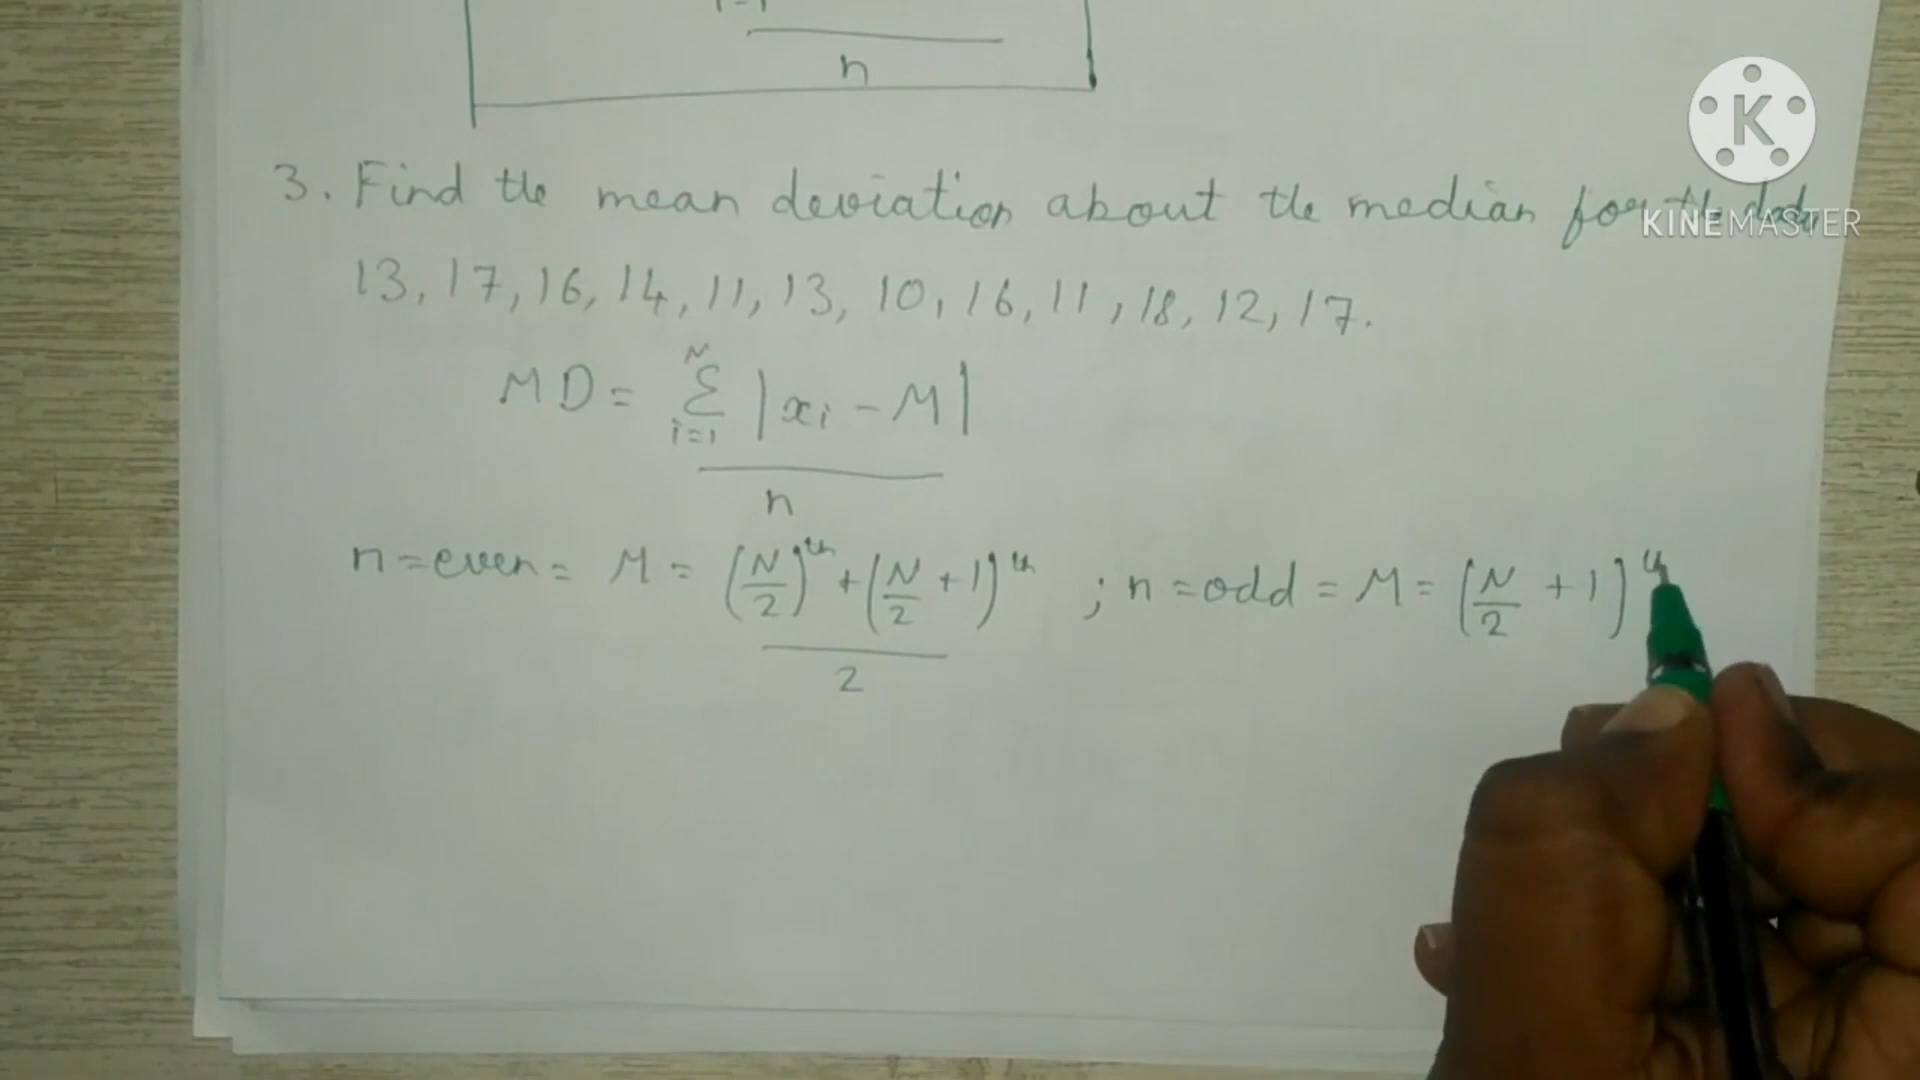 i=1
n
3. Find the mean deviation about the median for the data
13, 17, 16, 14, 11, 13, 10, 16, 11, 18, 12, 17.
MD = N Σ i=1 |xi - M|
n
n = even = M = (N/2)th + (N/2 + 1)th ; n = odd = M = (N/2 + 1)th
2
K
KINEMASTER